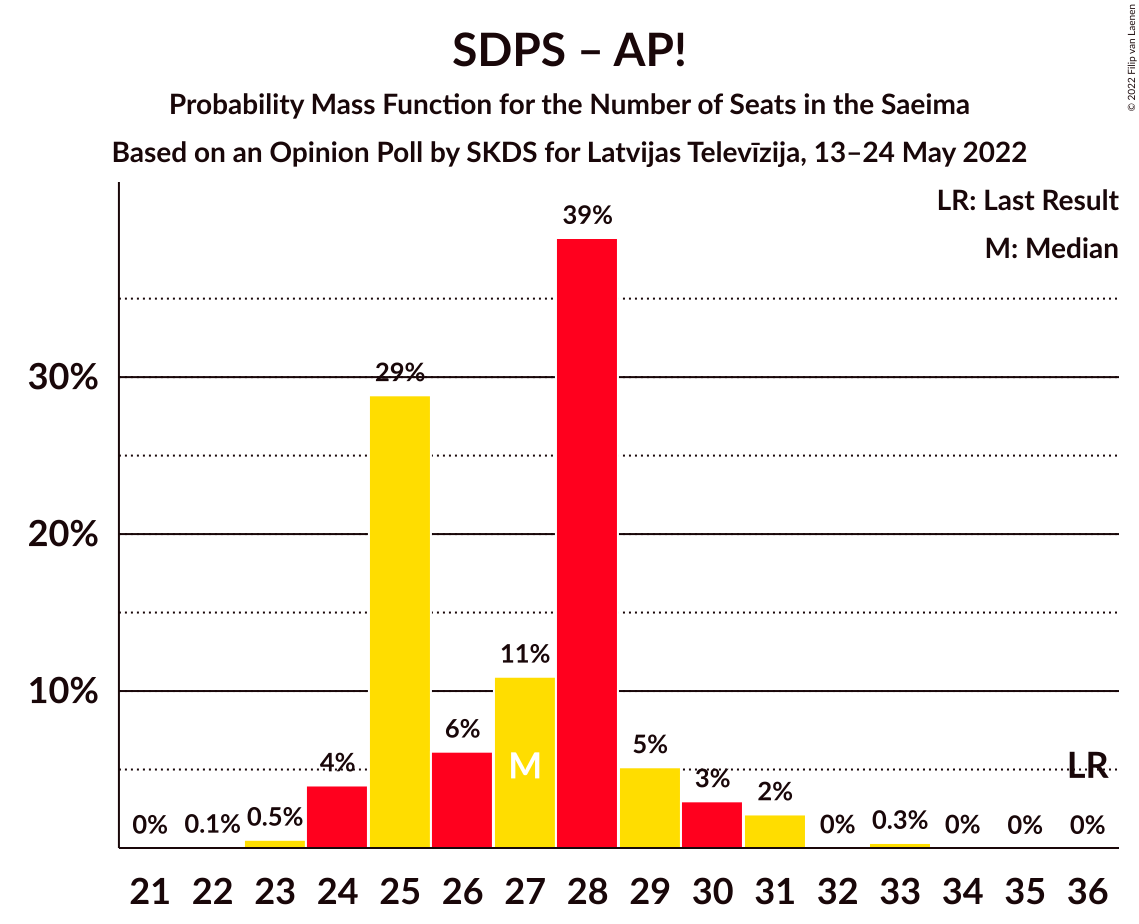 SDPS – AP!
Probability Mass Function for the Number of Seats in the Saeima
Based on an Opinion Poll by SKDS for Latvijas Televīzija, 13–24 May 2022
© 2022 Filip van Laenen
LR: Last Result
M: Median
39%
30%
29%
20%
11%
10%
6%
5%
4%
3%
2%
M
LR
0%
0.1%
0.5%
0%
0.3%
0%
0%
0%
21 22 23 24 25 26 27 28 29 30 31 32 33 34 35 36